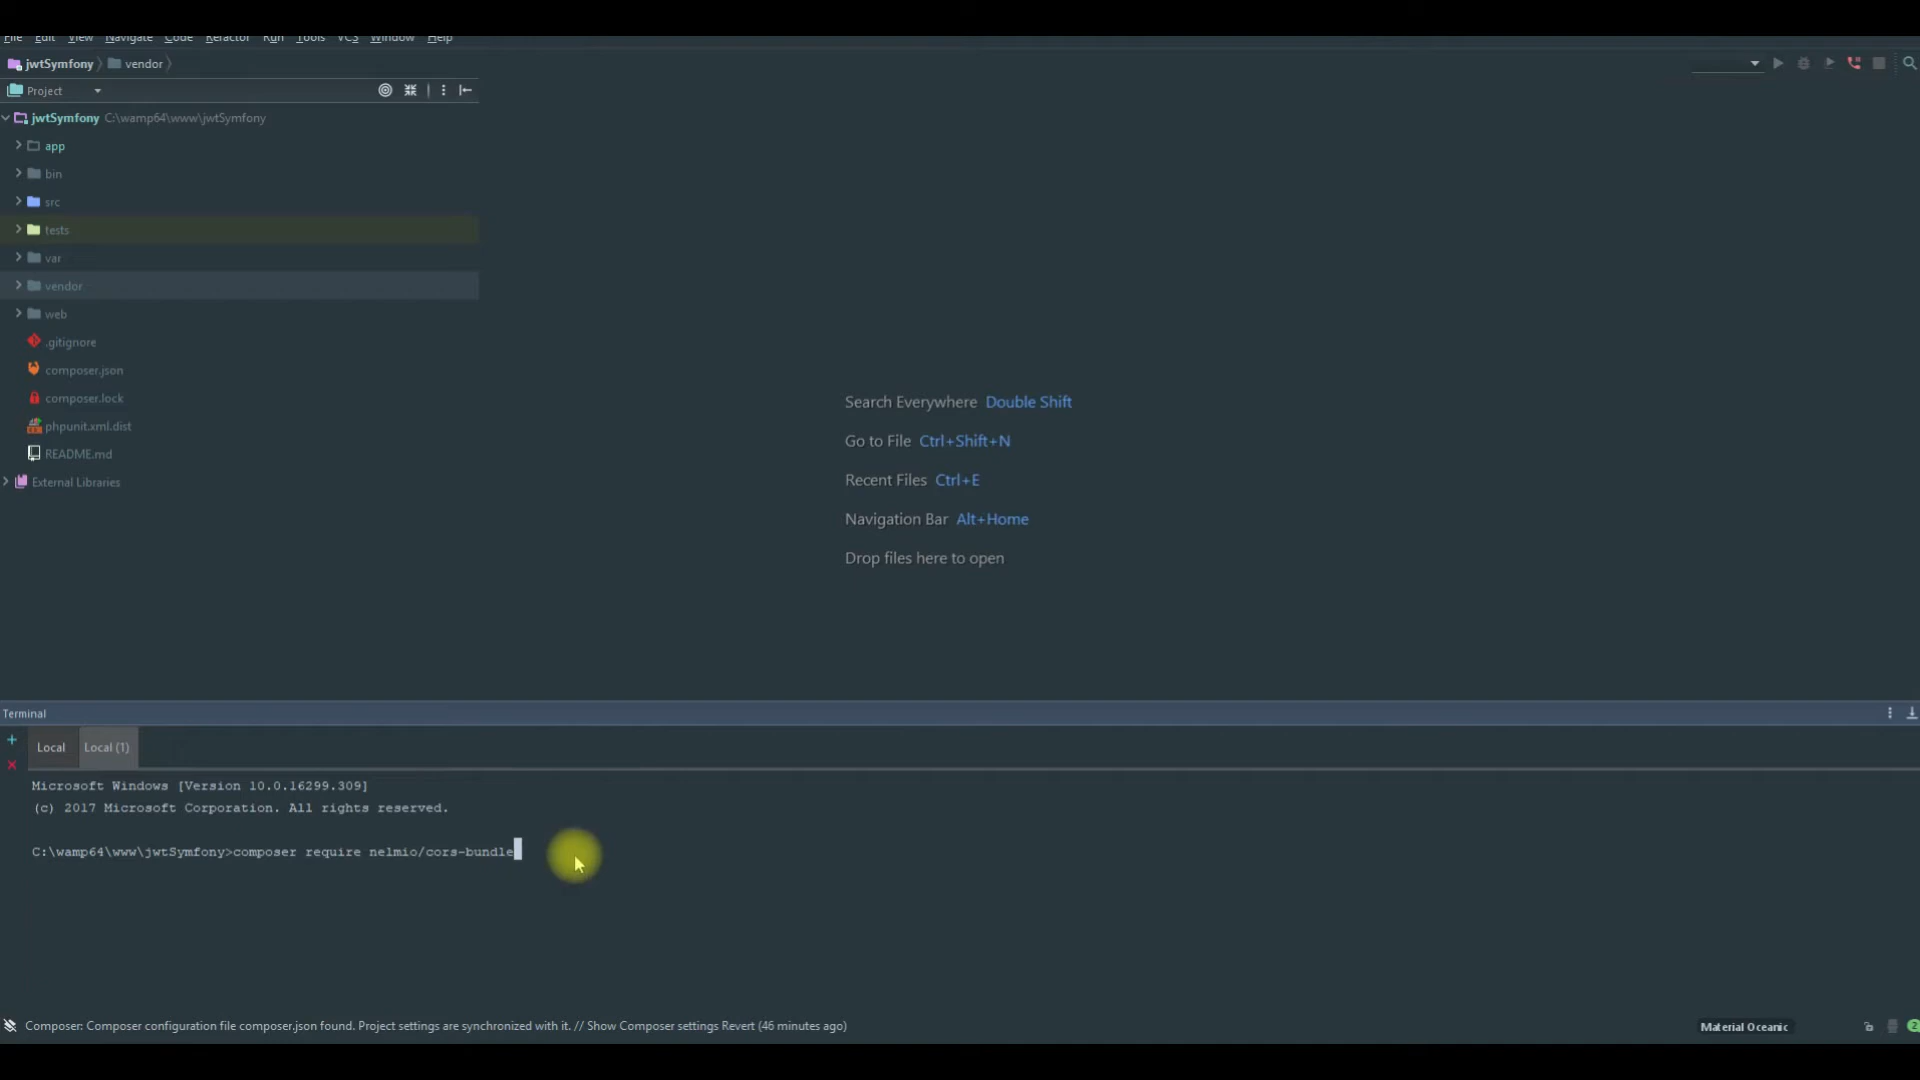 File Edit View Navigate Code Refactor Run Tools VCS Window Help
jwtSymfony vendor
Project
jwtSymfony C:\wamp64\www\jwtSymfony
app
bin
src
tests
var
vendor
web
.gitignore
composer.json
composer.lock
phpunit.xml.dist
README.md
External Libraries
Search Everywhere Double Shift
Go to File Ctrl+Shift+N
Recent Files Ctrl+E
Navigation Bar Alt+Home
Drop files here to open
Terminal
Local Local (1)
Microsoft Windows [Version 10.0.16299.309]
(c) 2017 Microsoft Corporation. All rights reserved.
C:\wamp64\www\jwtSymfony>composer require nelmio/cors-bundle
Composer: Composer configuration file composer.json found. Project settings are synchronized with it. // Show Composer settings Revert (46 minutes ago)
Material Oceanic
2